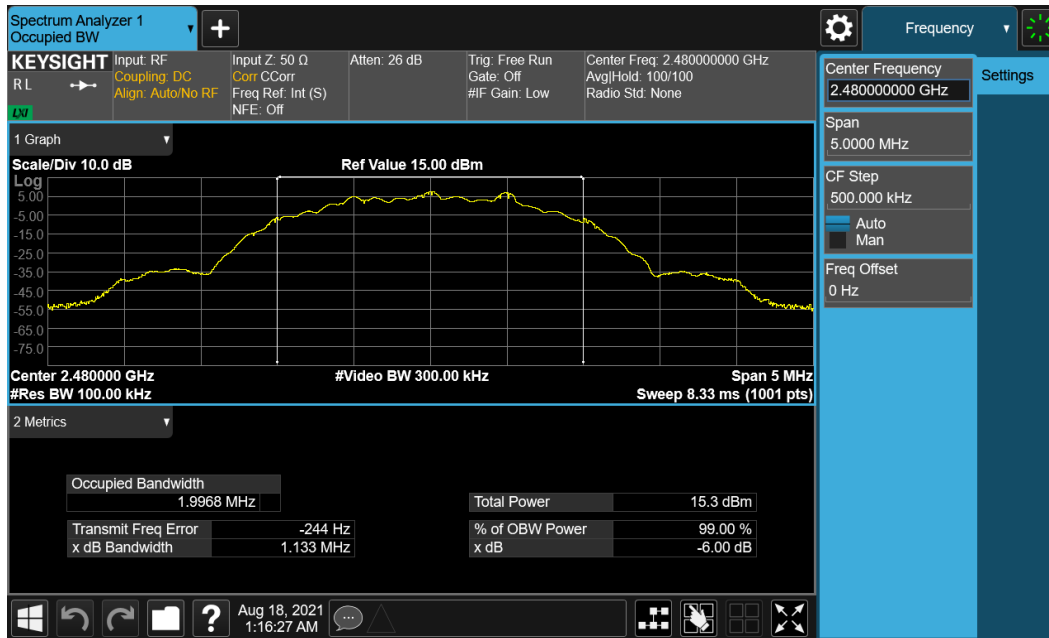 Spectrum Analyzer 1
Occupied BW
Frequency
KEYSIGHT
R L
LXI
Input: RF
Coupling: DC
Align: Auto/No RF
Input Z: 50 Ω
Corr CCorr
Freq Ref: Int (S)
NFE: Off
Atten: 26 dB
Trig: Free Run
Gate: Off
#IF Gain: Low
Center Freq: 2.480000000 GHz
Avg|Hold: 100/100
Radio Std: None
Center Frequency
2.480000000 GHz
Settings
Span
5.0000 MHz
CF Step
500.000 kHz
Auto
Man
Freq Offset
0 Hz
1 Graph
Scale/Div 10.0 dB
Ref Value 15.00 dBm
Log
5.00
-5.00
-15.0
-25.0
-35.0
-45.0
-55.0
-65.0
-75.0
Center 2.480000 GHz
#Video BW 300.00 kHz
Span 5 MHz
#Res BW 100.00 kHz
Sweep 8.33 ms (1001 pts)
2 Metrics
Occupied Bandwidth
1.9968 MHz
Total Power 15.3 dBm
Transmit Freq Error -244 Hz
% of OBW Power 99.00 %
x dB Bandwidth 1.133 MHz
x dB -6.00 dB
Aug 18, 2021
1:16:27 AM